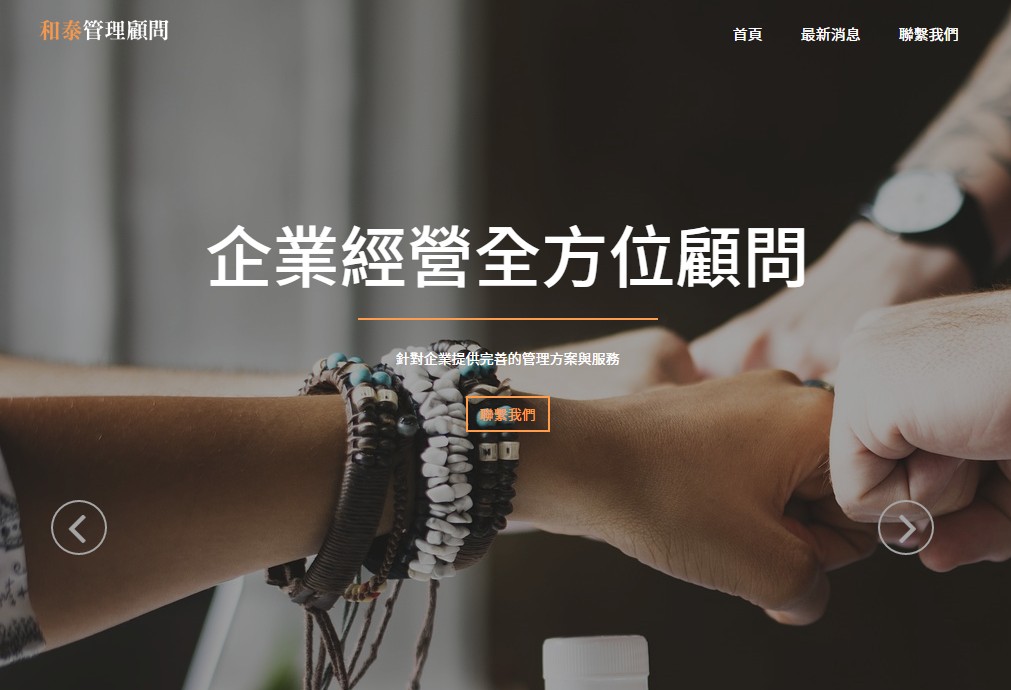 和泰管理顧問
首頁 最新消息 聯繫我們
企業經營全方位顧問
針對企業提供完善的管理方案與服務
聯繫我們